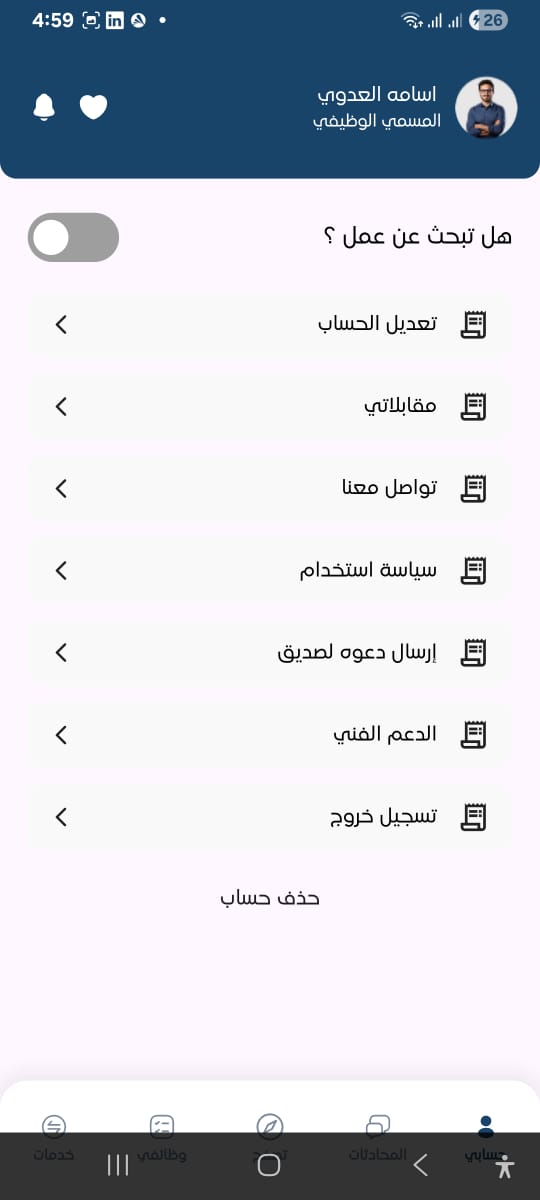 4:59
26
اسامه العدوي
المسمي الوظيفي
هل تبحث عن عمل ؟
تعديل الحساب
مقابلاتي
تواصل معنا
سياسة استخدام
إرسال دعوه لصديق
الدعم الفني
تسجيل خروج
حذف حساب
حسابي
المحادثات
وظائفي
خدمات